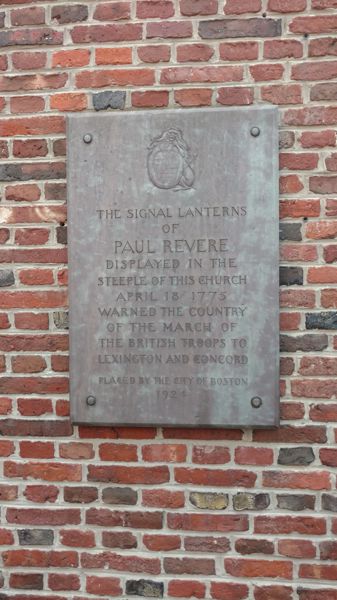 THE SIGNAL LANTERNS
OF
PAUL REVERE
DISPLAYED IN THE
STEEPLE OF THIS CHURCH
APRIL 18 1775
WARNED THE COUNTRY
OF THE MARCH OF
THE BRITISH TROOPS TO
LEXINGTON AND CONCORD
PLACED BY THE CITY OF BOSTON